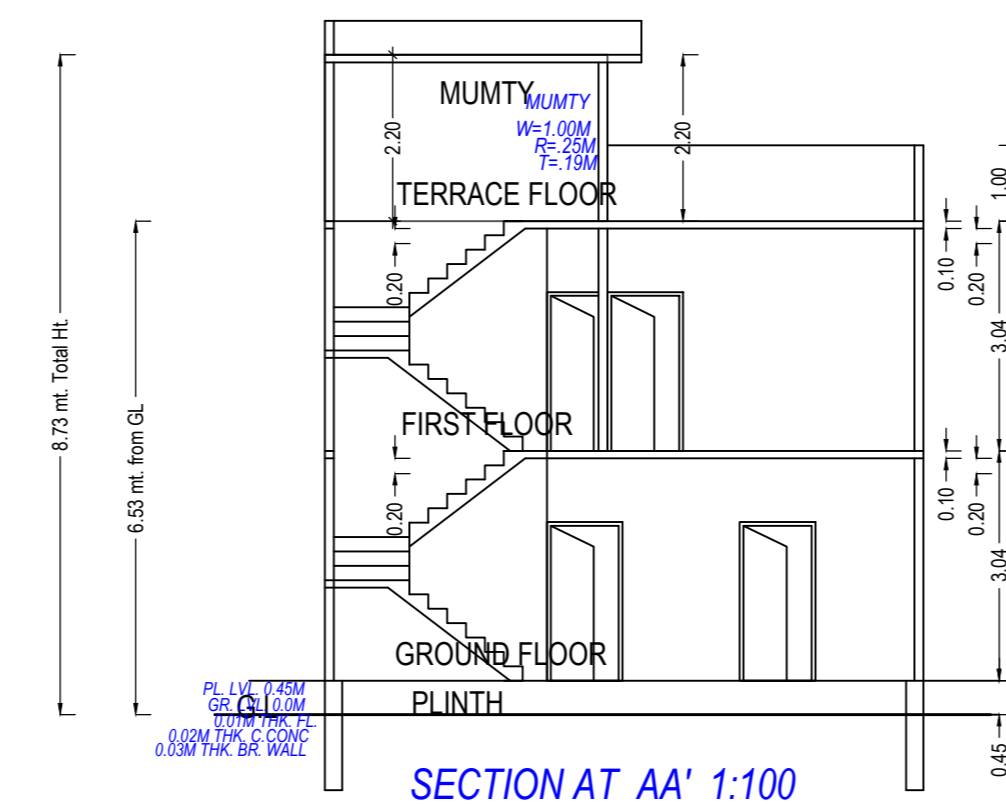 MUMTY
MUMTY
W=1.00M
R=.25M
T=.19M
2.20
2.20
TERRACE FLOOR
1.00
0.20
0.10
0.20
8.73 mt. Total Ht.
6.53 mt. from GL
3.04
FIRST FLOOR
0.20
0.10
0.20
3.04
GROUND FLOOR
PL. LVL. 0.45M
GR. LVL. 0.0M
G.L
PLINTH
0.01M THK. FL.
0.02M THK. C.CONC
0.03M THK. BR. WALL
0.45
SECTION AT AA' 1:100